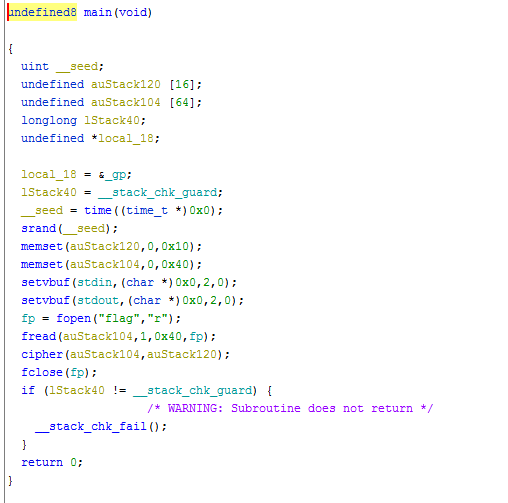 undefined8 main(void)
{
uint __seed;
undefined auStack120 [16];
undefined auStack104 [64];
longlong lStack40;
undefined *local_18;
local_18 = &_gp;
lStack40 = __stack_chk_guard;
__seed = time((time_t *)0x0);
srand(__seed);
memset(auStack120,0,0x10);
memset(auStack104,0,0x40);
setvbuf(stdin,(char *)0x0,2,0);
setvbuf(stdout,(char *)0x0,2,0);
fp = fopen("flag","r");
fread(auStack104,1,0x40,fp);
cipher(auStack104,auStack120);
fclose(fp);
if (lStack40 != __stack_chk_guard) {
/* WARNING: Subroutine does not return */
__stack_chk_fail();
}
return 0;
}